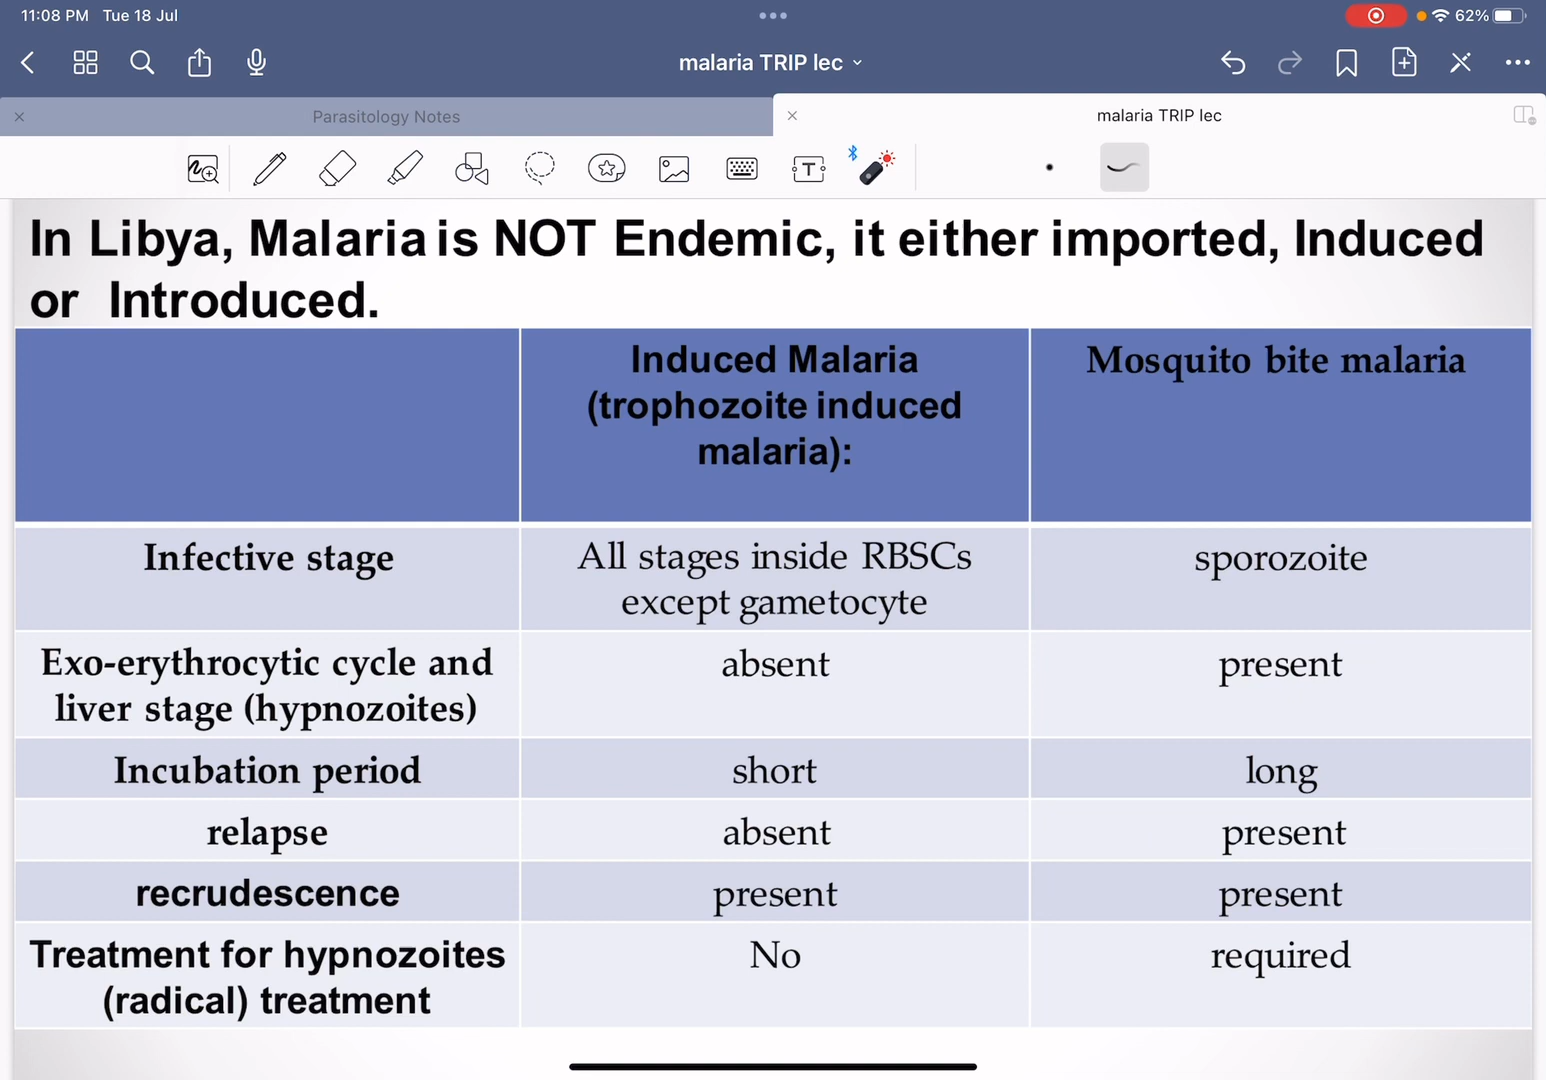 11:08 PM Tue 18 Jul
62%
malaria TRIP lec
Parasitology Notes
malaria TRIP lec
T
In Libya, Malaria is NOT Endemic, it either imported, Induced
or Introduced.
Induced Malaria
(trophozoite induced
malaria):
Mosquito bite malaria
Infective stage
All stages inside RBSCs
except gametocyte
sporozoite
Exo-erythrocytic cycle and
liver stage (hypnozoites)
absent
present
Incubation period
short
long
relapse
absent
present
recrudescence
present
present
Treatment for hypnozoites
(radical) treatment
No
required